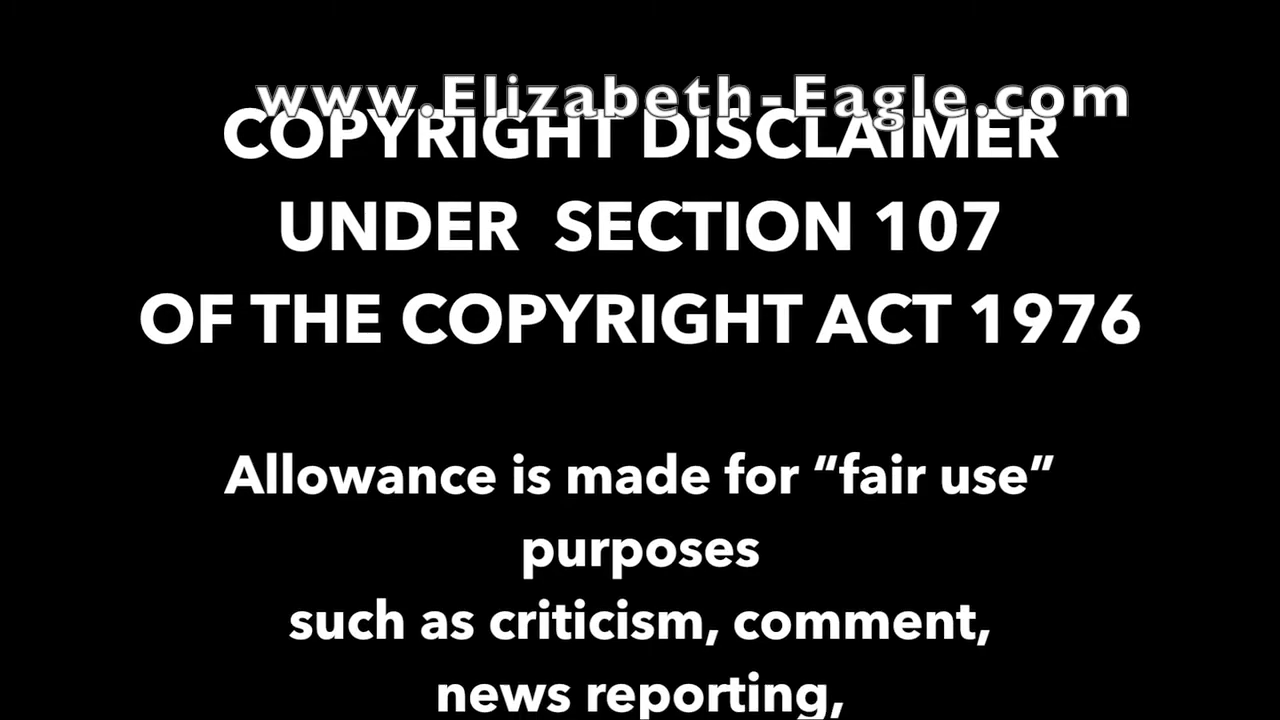 www.Elizabeth-Eagle.com
COPYRIGHT DISCLAIMER
UNDER SECTION 107
OF THE COPYRIGHT ACT 1976
Allowance is made for “fair use”
purposes
such as criticism, comment,
news reporting,